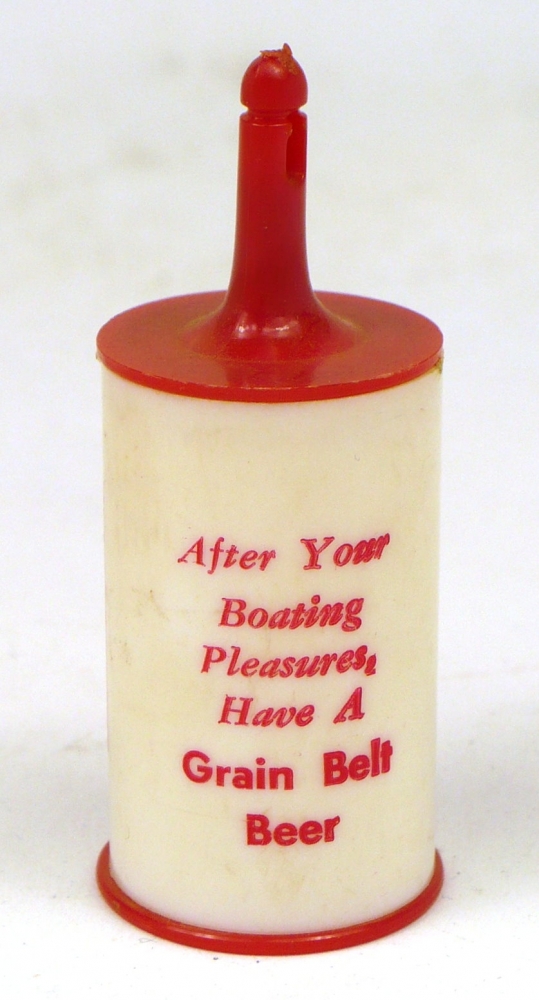 After Your
Boating
Pleasures,
Have A
Grain Belt
Beer